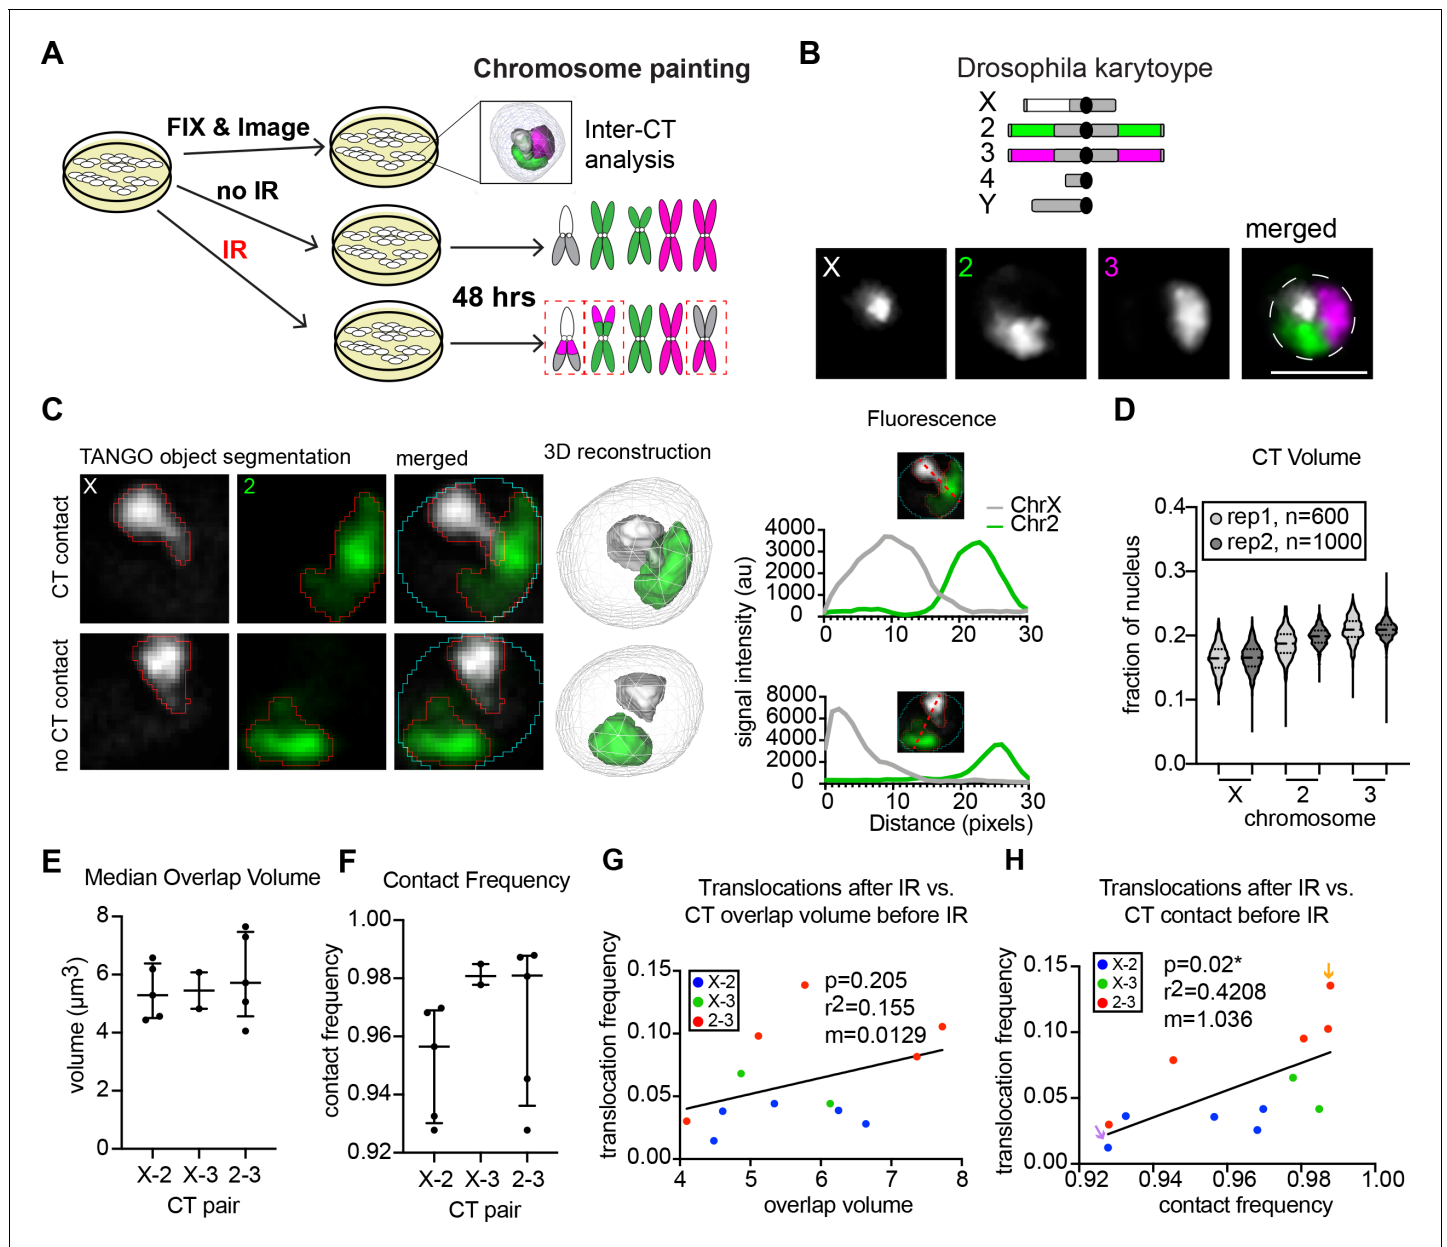 A
Chromosome painting
FIX & Image
Inter-CT
analysis
no IR
IR
48 hrs
B
Drosophila karytoype
X
2
3
4
Y
merged
X
2
3
C
TANGO object segmentation
merged
3D reconstruction
CT contact
X
2
no CT contact
Fluorescence
ChrX
Chr2
signal intensity (au)
4000
3000
2000
1000
0
0 10 20 30
8000
6000
4000
2000
0
0 10 20 30
Distance (pixels)
D
CT Volume
rep1, n=600
rep2, n=1000
fraction of nucleus
0.4
0.3
0.2
0.1
0.0
X 2 3
chromosome
E
Median Overlap Volume
volume (µm3)
8
6
4
2
0
X-2 X-3 2-3
CT pair
F
Contact Frequency
contact frequency
1.00
0.98
0.96
0.94
0.92
X-2 X-3 2-3
CT pair
G
Translocations after IR vs.
CT overlap volume before IR
translocation frequency
0.15
0.10
0.05
0.00
X-2
X-3
2-3
p=0.205
r2=0.155
m=0.0129
4 5 6 7 8
overlap volume
H
Translocations after IR vs.
CT contact before IR
translocation frequency
0.15
0.10
0.05
0.00
X-2
X-3
2-3
p=0.02*
r2=0.4208
m=1.036
0.92 0.94 0.96 0.98 1.00
contact frequency